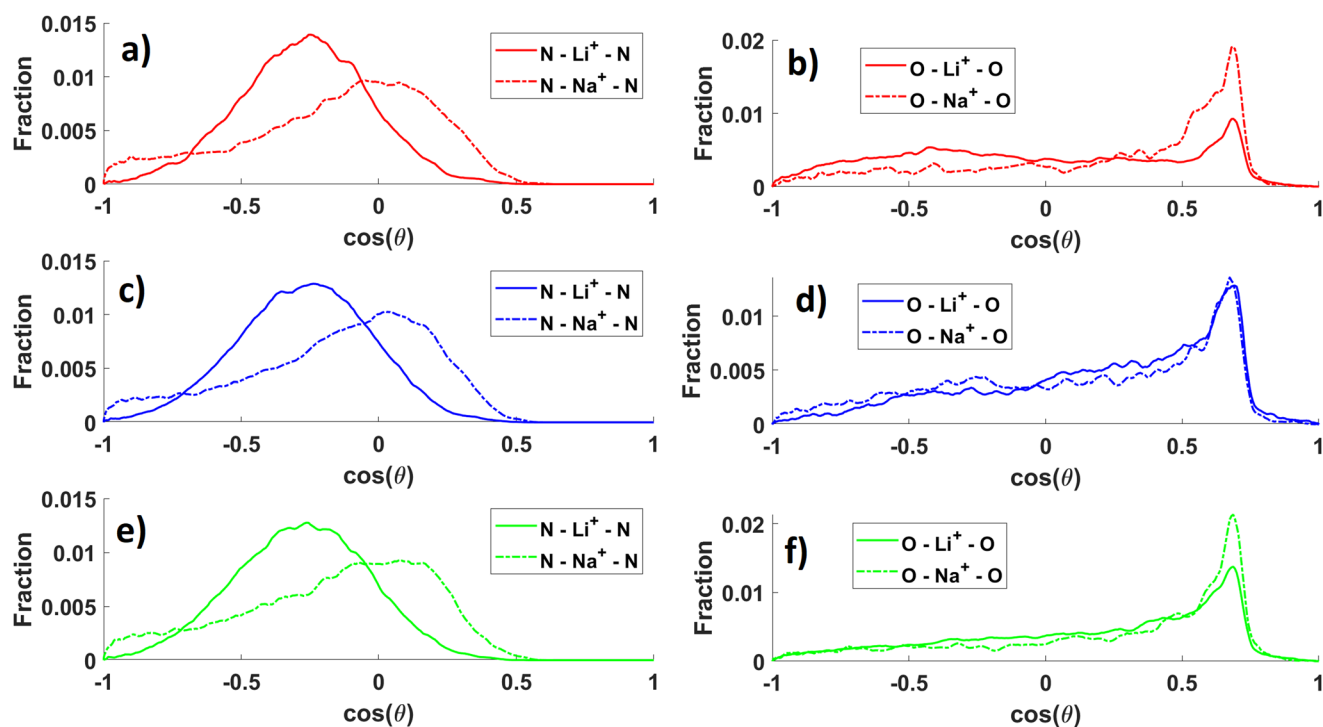 a)
0.015
0.01
0.005
0
Fraction
-1 -0.5 0 0.5 1
cos(θ)
N - Li⁺ - N
N - Na⁺ - N
b)
0.02
0.01
0
Fraction
-1 -0.5 0 0.5 1
cos(θ)
O - Li⁺ - O
O - Na⁺ - O
c)
0.015
0.01
0.005
0
Fraction
-1 -0.5 0 0.5 1
cos(θ)
N - Li⁺ - N
N - Na⁺ - N
d)
0.01
0.005
0
Fraction
-1 -0.5 0 0.5 1
cos(θ)
O - Li⁺ - O
O - Na⁺ - O
e)
0.015
0.01
0.005
0
Fraction
-1 -0.5 0 0.5 1
cos(θ)
N - Li⁺ - N
N - Na⁺ - N
f)
0.02
0.01
0
Fraction
-1 -0.5 0 0.5 1
cos(θ)
O - Li⁺ - O
O - Na⁺ - O